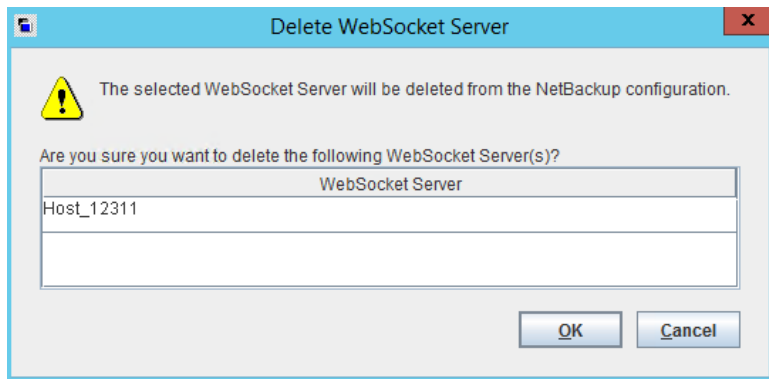 Delete WebSocket Server
x
The selected WebSocket Server will be deleted from the NetBackup configuration.
Are you sure you want to delete the following WebSocket Server(s)?
WebSocket Server
Host_12311
OK Cancel